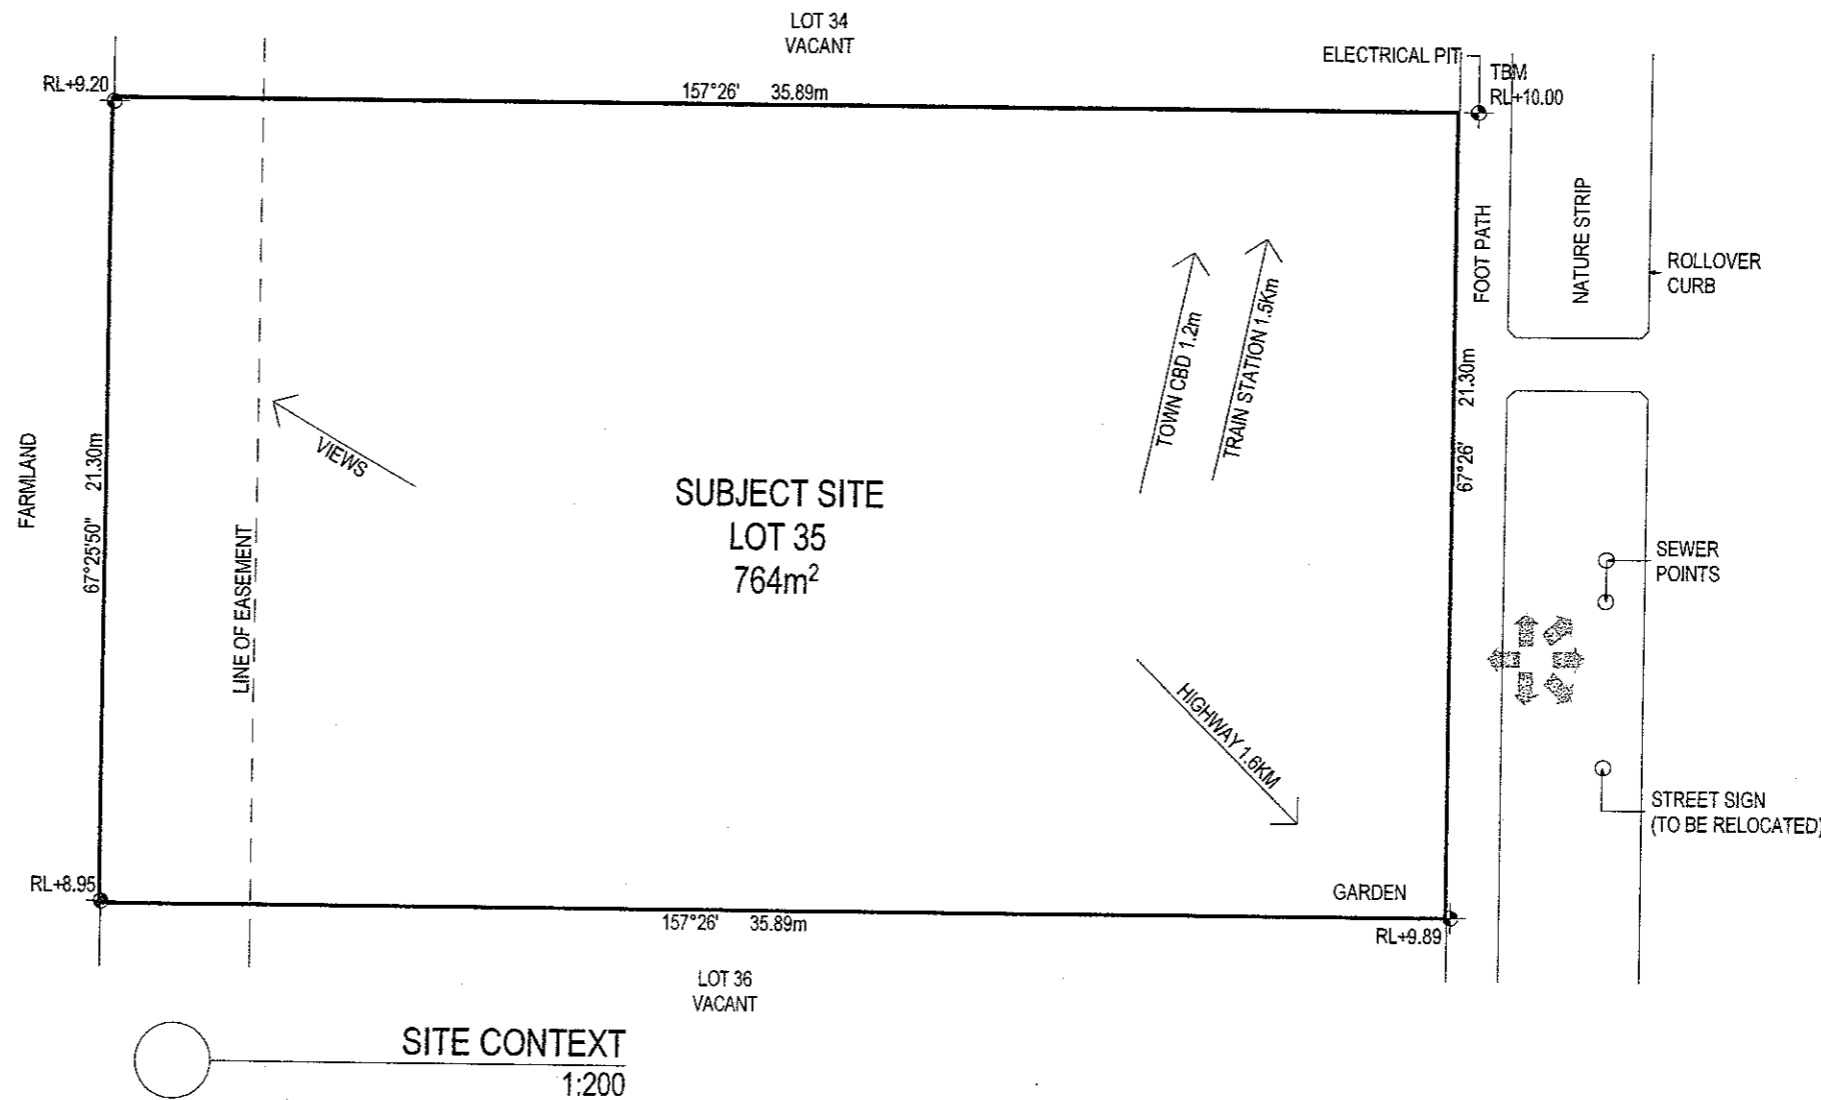 LOT 34
VACANT
ELECTRICAL PIT
TBM
RL+10.00
RL+9.20
157°26' 35.89m
NATURE STRIP
FOOT PATH
ROLLOVER
CURB
TOWN CBD 1.2m
TRAIN STATION 1.5Km
21.30m
67°26'
VIEWS
FARMLAND
67°25'50" 21.30m
LINE OF EASEMENT
SUBJECT SITE
LOT 35
764m²
SEWER
POINTS
HIGHWAY 1.6KM
STREET SIGN
(TO BE RELOCATED)
RL+8.95
GARDEN
157°26' 35.89m
RL+9.89
LOT 36
VACANT
SITE CONTEXT
1:200